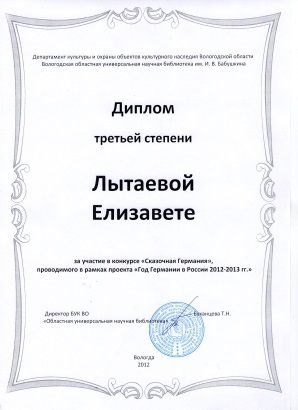 Департамент культуры и охраны объектов культурного наследия Вологодской области
Вологодская областная универсальная научная библиотека им. И. В. Бабушкина
Диплом
третьей степени
Лытаевой
Елизавете
за участие в конкурсе «Сказочная Германия»,
проводимого в рамках проекта «Год Германии в России 2012-2013 гг.»
Директор БУК ВО
«Областная универсальная научная библиотека»
Буханцева Т.Н.
Вологда
2012